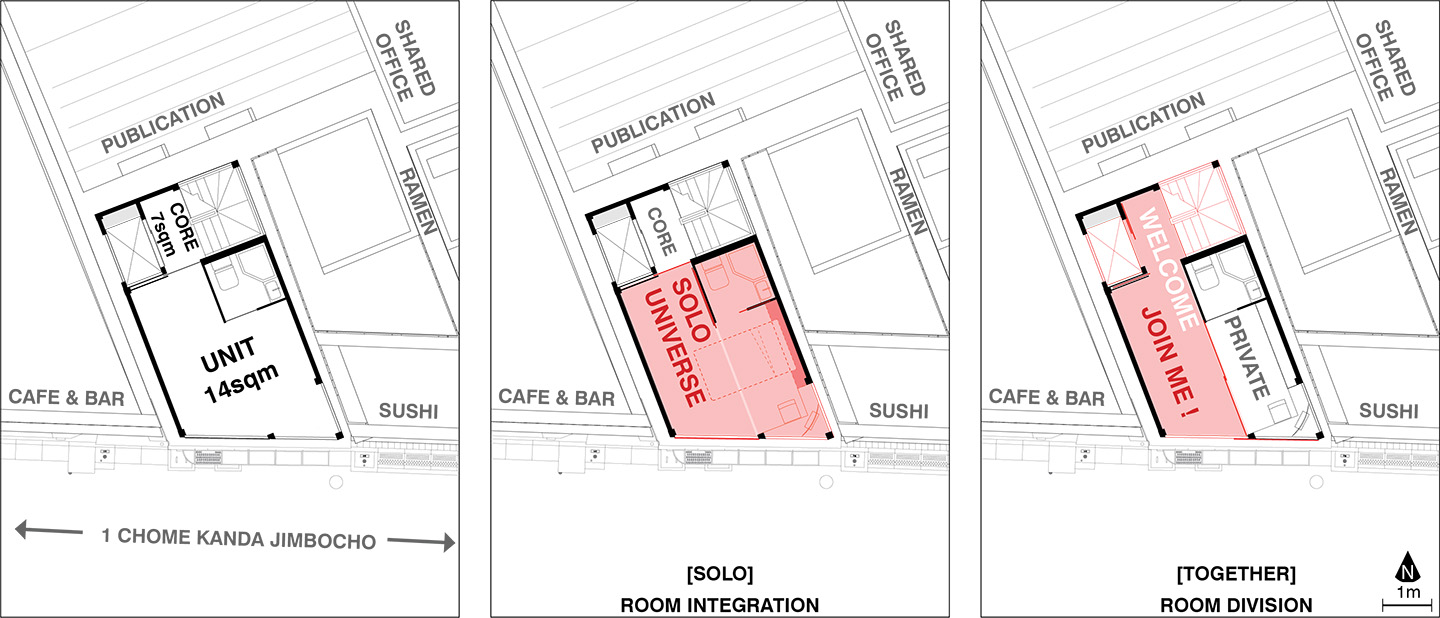 SHARED
OFFICE
PUBLICATION
RAMEN
CORE
7sqm
UNIT
14sqm
CAFE & BAR
SUSHI
1 CHOME KANDA JIMBOCHO
SHARED
OFFICE
PUBLICATION
RAMEN
CORE
SOLO
UNIVERSE
CAFE & BAR
SUSHI
[SOLO]
ROOM INTEGRATION
SHARED
OFFICE
PUBLICATION
RAMEN
WELCOME
JOIN ME !
PRIVATE
CAFE & BAR
SUSHI
[TOGETHER]
ROOM DIVISION
N
1m